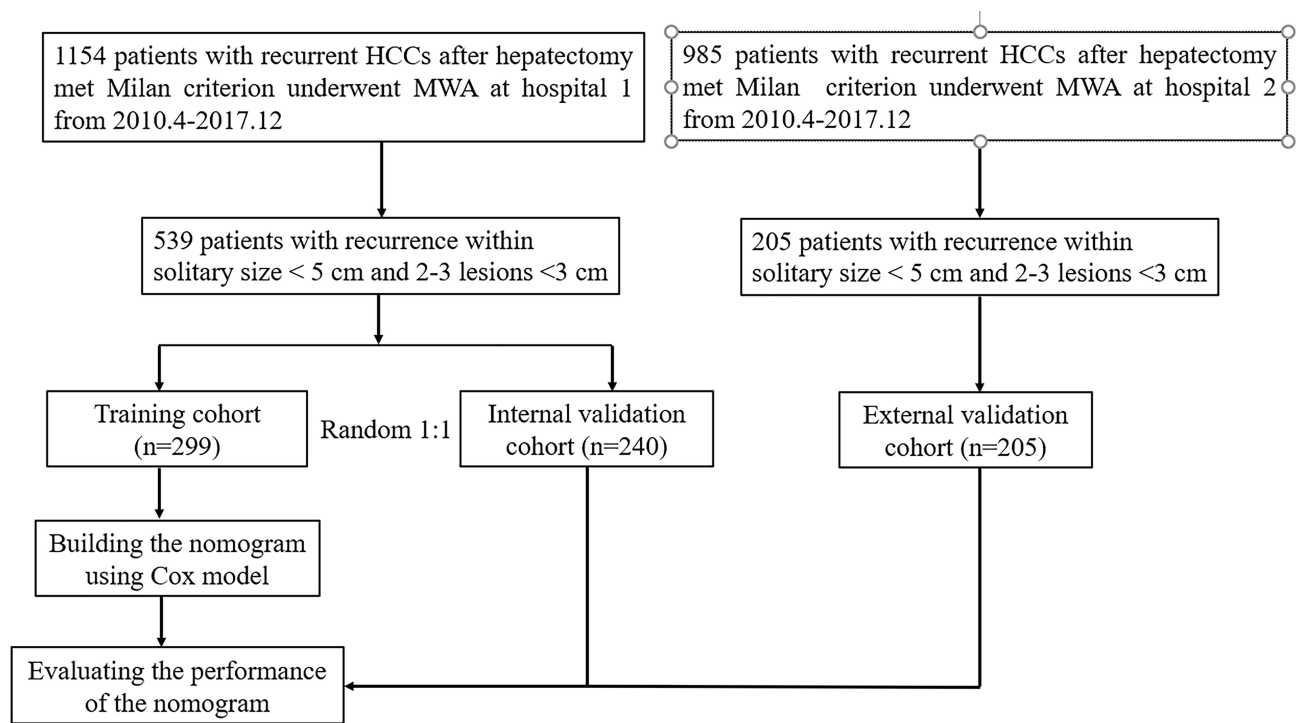 1154 patients with recurrent HCCs after hepatectomy
met Milan criterion underwent MWA at hospital 1
from 2010.4-2017.12
985 patients with recurrent HCCs after hepatectomy
met Milan criterion underwent MWA at hospital 2
from 2010.4-2017.12
539 patients with recurrence within
solitary size < 5 cm and 2-3 lesions <3 cm
205 patients with recurrence within
solitary size < 5 cm and 2-3 lesions <3 cm
Training cohort
(n=299)
Random 1:1
Internal validation
cohort (n=240)
External validation
cohort (n=205)
Building the nomogram
using Cox model
Evaluating the performance
of the nomogram